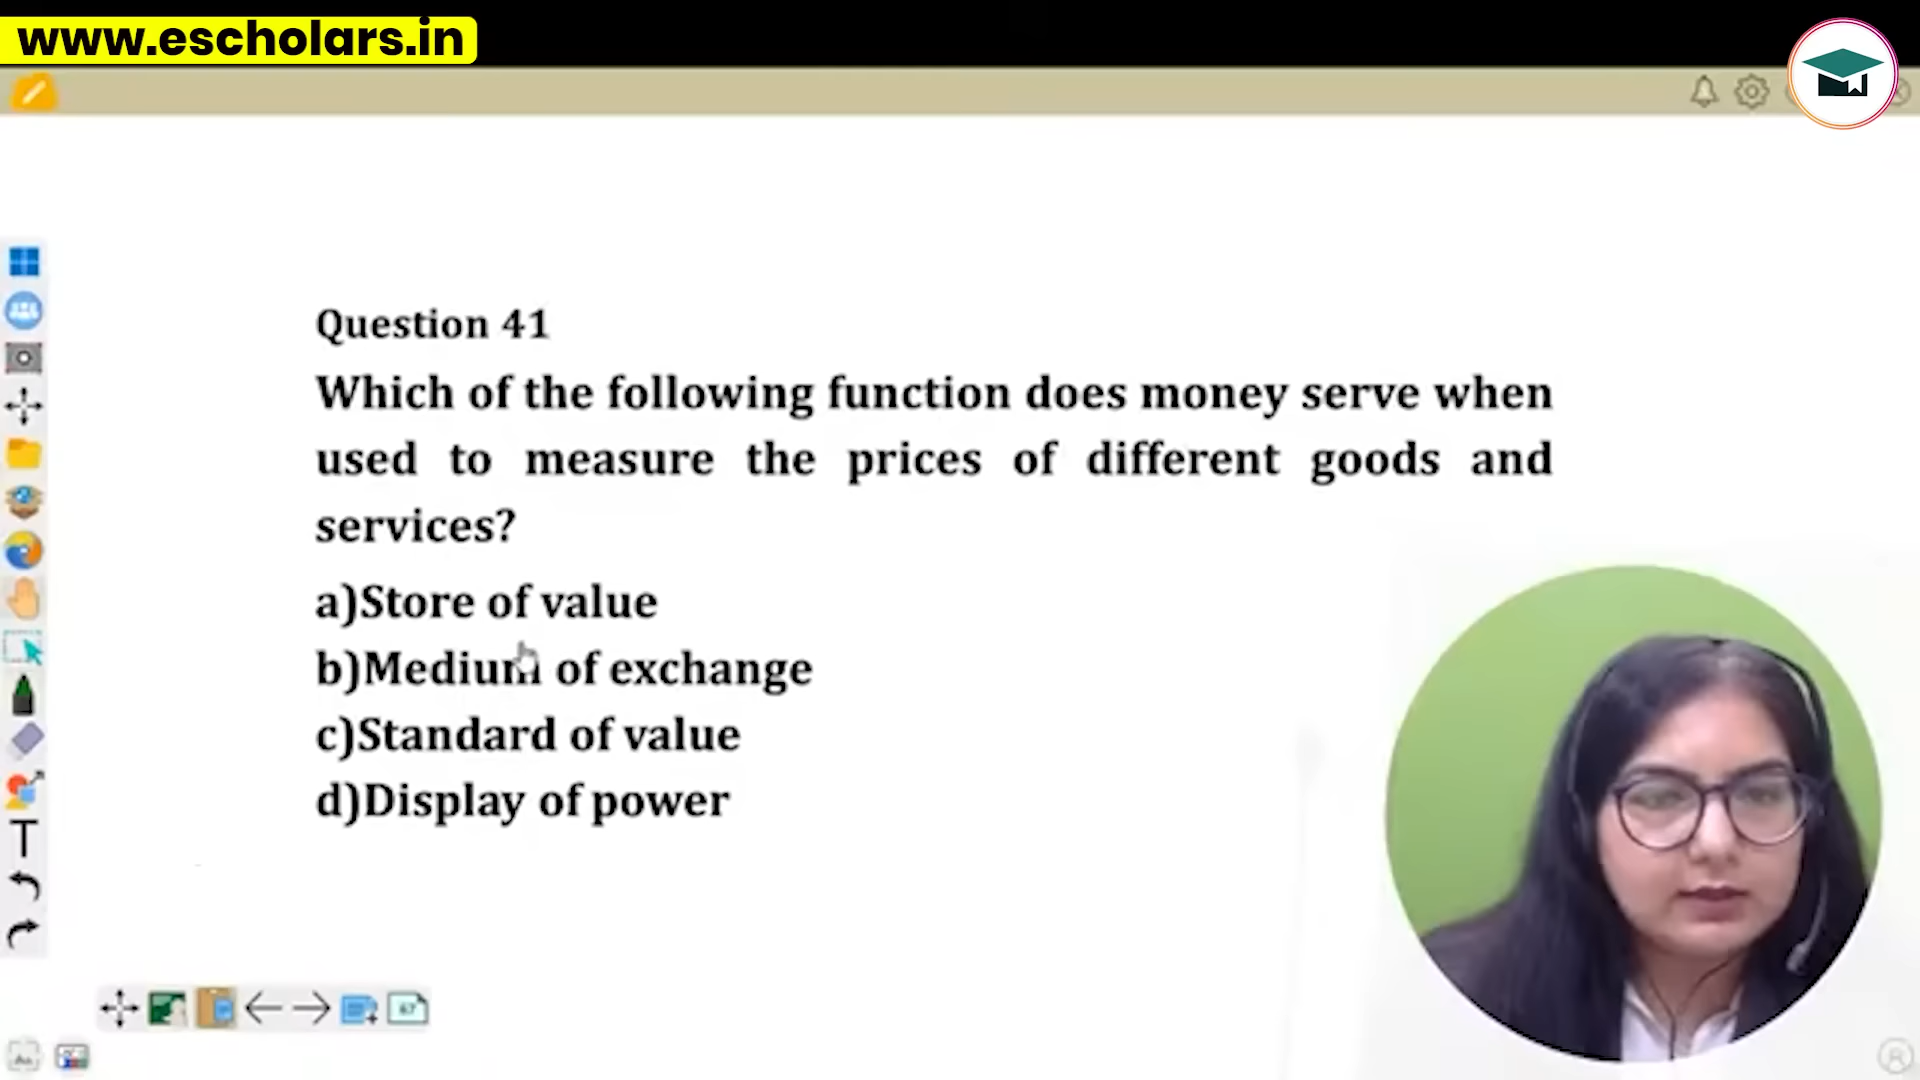 www.escholars.in
Question 41
Which of the following function does money serve when
used to measure the prices of different goods and
services?
a)Store of value
b)Medium of exchange
c)Standard of value
d)Display of power
T
67